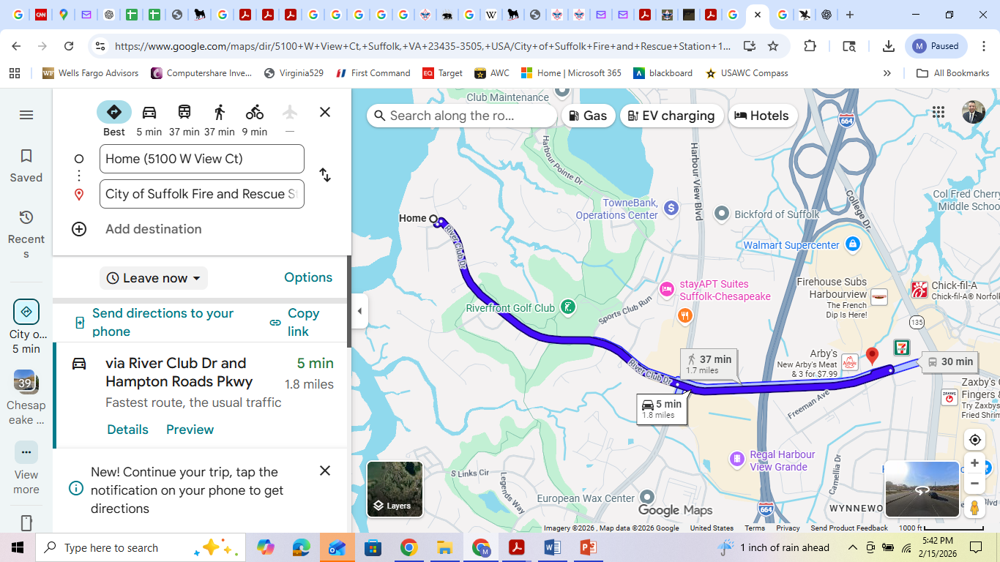 Paused
https://www.google.com/maps/dir/5100+W+View+Ct,+Suffolk,+VA+23435-3505,+USA/City+of+Suffolk+Fire+and+Rescue+Station+1...
Wells Fargo Advisors
Computershare Inve...
Virginia529
First Command
Target
AWC
Home | Microsoft 365
blackboard
USAWC Compass
»
All Bookmarks
Saved
Recent
s
City o...
5 min
39
Chesap
eake ...
View
more
Best
5 min
37 min
37 min
9 min
—
Home (5100 W View Ct)
City of Suffolk Fire and Rescue St
Add destination
Leave now
Options
Send directions to your
phone
Copy
link
via River Club Dr and
Hampton Roads Pkwy
5 min
1.8 miles
Fastest route, the usual traffic
Details
Preview
New! Continue your trip, tap the
notification on your phone to get
directions
Search along the ro...
Gas
EV charging
Hotels
Club Maintenance
664
Harbour Pointe Dr
Harbour View Blvd
College Dr
Col Fred Cherry
Middle School
TowneBank,
Operations Center
Bickford of Suffolk
Home
River Club Dr
Walmart Supercenter
stayAPT Suites
Suffolk-Chesapeake
Firehouse Subs
Harbourview
The French
Dip Is Here!
Chick-fil-A
Chick-fil-A® Norfolk
Riverfront Golf Club
Sports Club Run
135
Arby's
New Arby's Meat
& 3 for $7.99
37 min
1.7 miles
30 min
River Club Dr
5 min
1.8 miles
Freeman Ave
Zaxby's C
Fingers &
Try Zaxbys
Fried Shrim
Regal Harbour
View Grande
Camellia Dr
S Links Cir
Legends Way
European Wax Center
WYNNEWO
664
Layers
Google Maps
Imagery ©2026 , Map data ©2026 Google
United States
Terms
Privacy
Send Product Feedback
1000 ft
Type here to search
1 inch of rain ahead
5:42 PM
2/15/2026